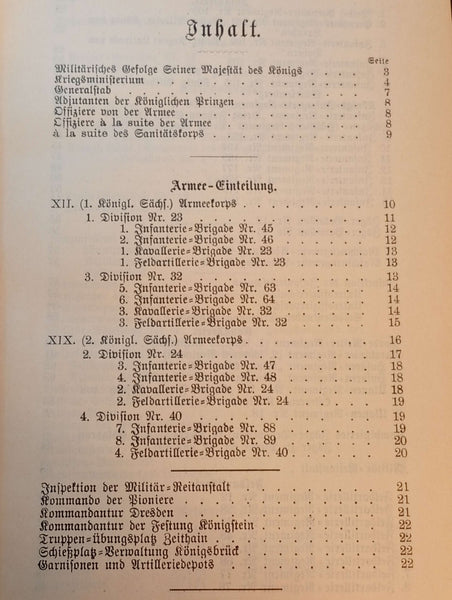 Inhalt.
Seite
Militärisches Gefolge Seiner Majestät des Königs . . . . 3
Kriegsministerium . . . . . . . . . . . 4
Generalstab . . . . . . . . . . . . 7
Adjutanten der Königlichen Prinzen . . . . . . . 8
Offiziere von der Armee . . . . . . . . . 8
Offiziere à la suite der Armee . . . . . . . . 8
à la suite des Sanitätskorps . . . . . . . . 9
Armee-Einteilung.
XII. (1. Königl. Sächs.) Armeekorps . . . . . . . 10
1. Division Nr. 23 . . . . . . . . . 11
1. Infanterie-Brigade Nr. 45 . . . . . . 12
2. Infanterie-Brigade Nr. 46 . . . . . . 12
1. Kavallerie-Brigade Nr. 23 . . . . . . 13
1. Feldartillerie-Brigade Nr. 23 . . . . . 13
3. Division Nr. 32 . . . . . . . . . 13
5. Infanterie-Brigade Nr. 63 . . . . . . 14
6. Infanterie-Brigade Nr. 64 . . . . . . 14
3. Kavallerie-Brigade Nr. 32 . . . . . . 14
3. Feldartillerie-Brigade Nr. 32 . . . . . 15
XIX. (2. Königl. Sächs.) Armeekorps . . . . . . . 16
2. Division Nr. 24 . . . . . . . . . 17
3. Infanterie-Brigade Nr. 47 . . . . . . 18
4. Infanterie-Brigade Nr. 48 . . . . . . 18
2. Kavallerie-Brigade Nr. 24 . . . . . . 18
2. Feldartillerie-Brigade Nr. 24 . . . . . 19
4. Division Nr. 40 . . . . . . . . . 19
7. Infanterie-Brigade Nr. 88 . . . . . . 19
8. Infanterie-Brigade Nr. 89 . . . . . . 20
4. Feldartillerie-Brigade Nr. 40 . . . . . 20
Inspektion der Militär-Reitanstalt . . . . . . . 21
Kommando der Pioniere . . . . . . . . . 21
Kommandantur Dresden . . . . . . . . . 21
Kommandantur der Festung Königstein . . . . . . 22
Truppen-Übungsplatz Zeithain . . . . . . . . 22
Schießplatz-Verwaltung Königsbrück . . . . . . . 22
Garnisonen und Artilleriedepots . . . . . . . . 22